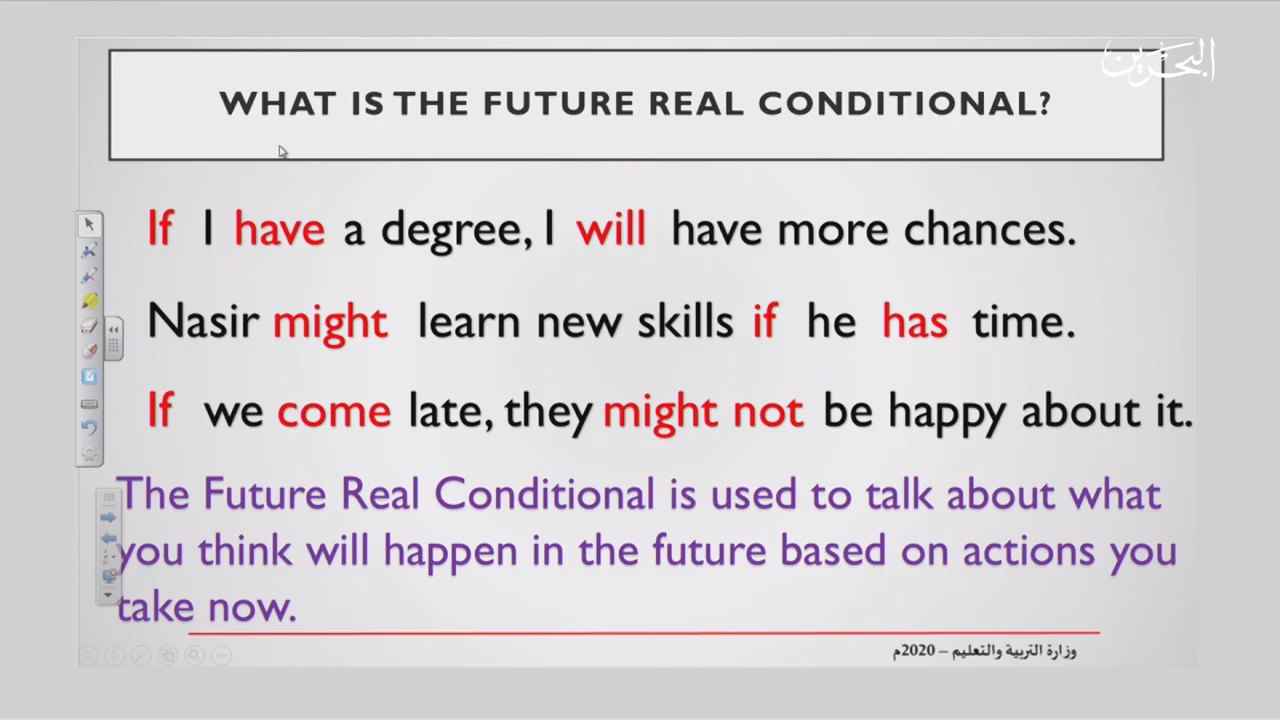 البحرين
WHAT IS THE FUTURE REAL CONDITIONAL?
If I have a degree, I will have more chances.
Nasir might learn new skills if he has time.
If we come late, they might not be happy about it.
The Future Real Conditional is used to talk about what
you think will happen in the future based on actions you
take now.
وزارة التربية والتعليم – 2020م